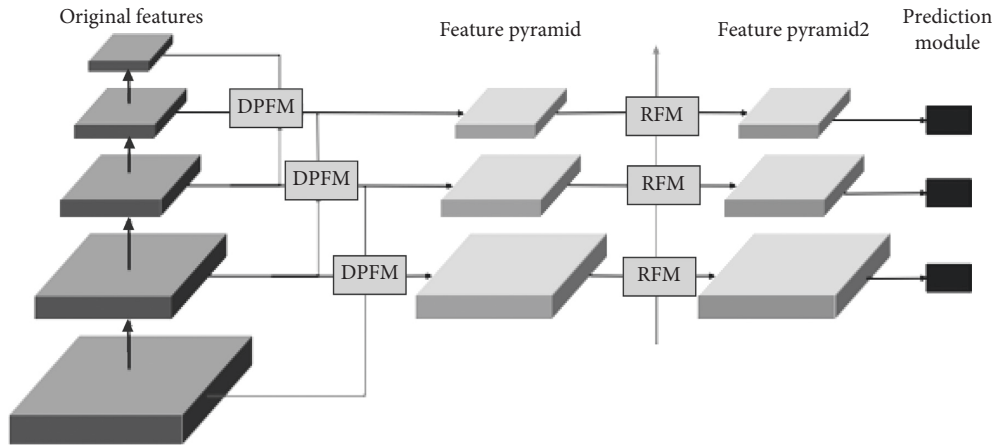 Original features
Feature pyramid
Feature pyramid2
Prediction
module
DPFM
RFM
DPFM
RFM
DPFM
RFM